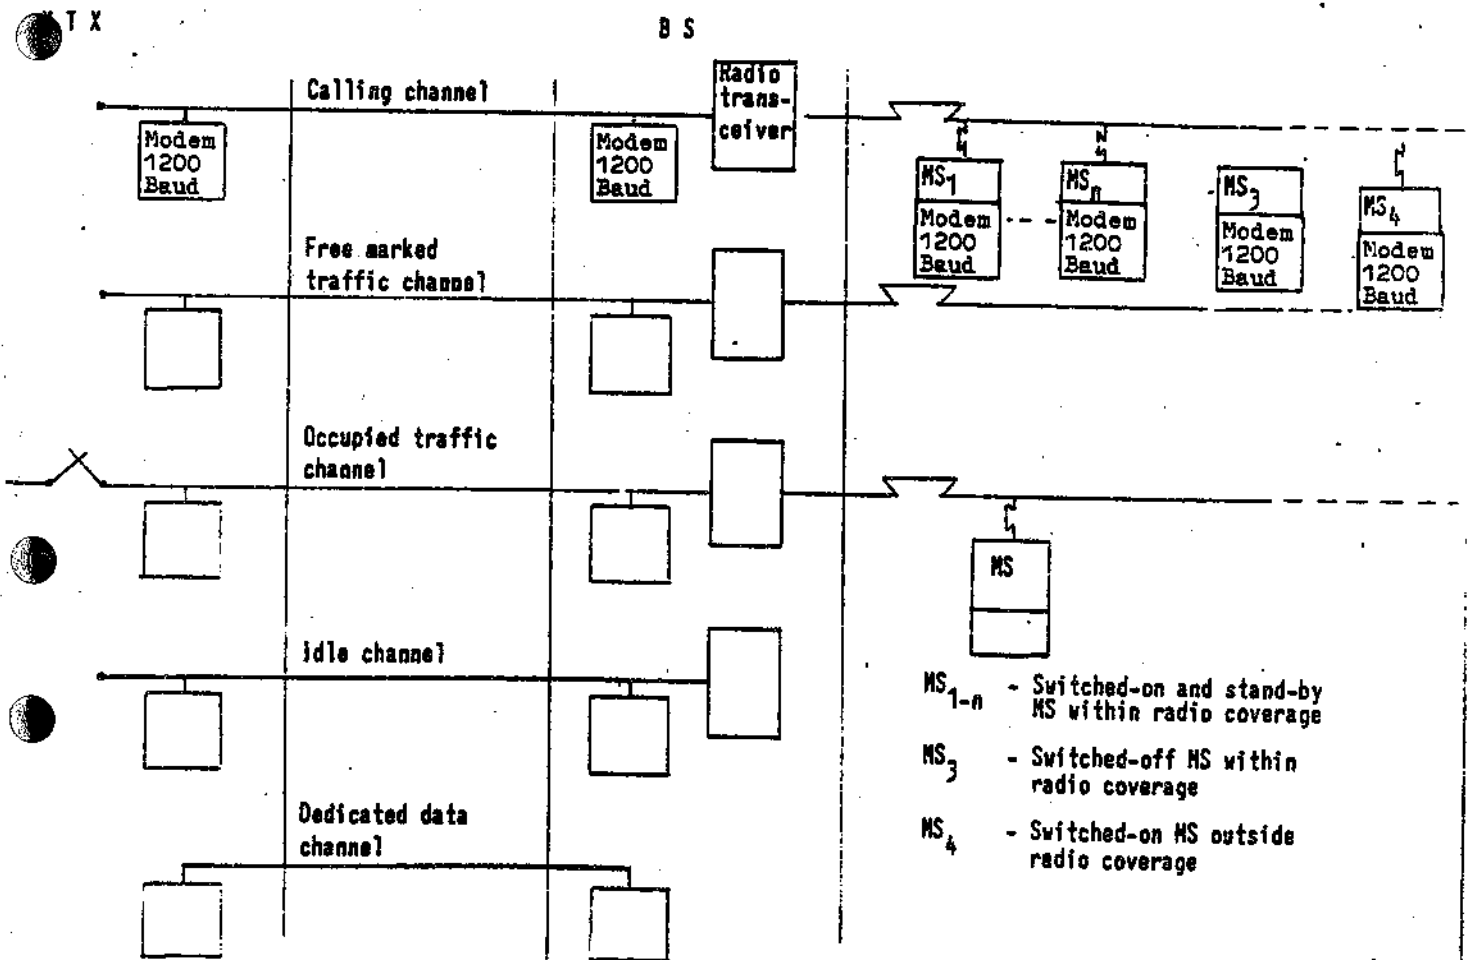 T X
B S
Calling channel
Radio
trans-
ceiver
Modem
1200
Baud
Modem
1200
Baud
MS1
Modem
1200
Baud
MSn
Modem
1200
Baud
MS3
Modem
1200
Baud
MS4
Modem
1200
Baud
Free marked
traffic channel
Occupied traffic
channel
MS
idle channel
MS1-n - Switched-on and stand-by
MS within radio coverage
MS3 - Switched-off MS within
radio coverage
MS4 - Switched-on MS outside
radio coverage
Dedicated data
channel